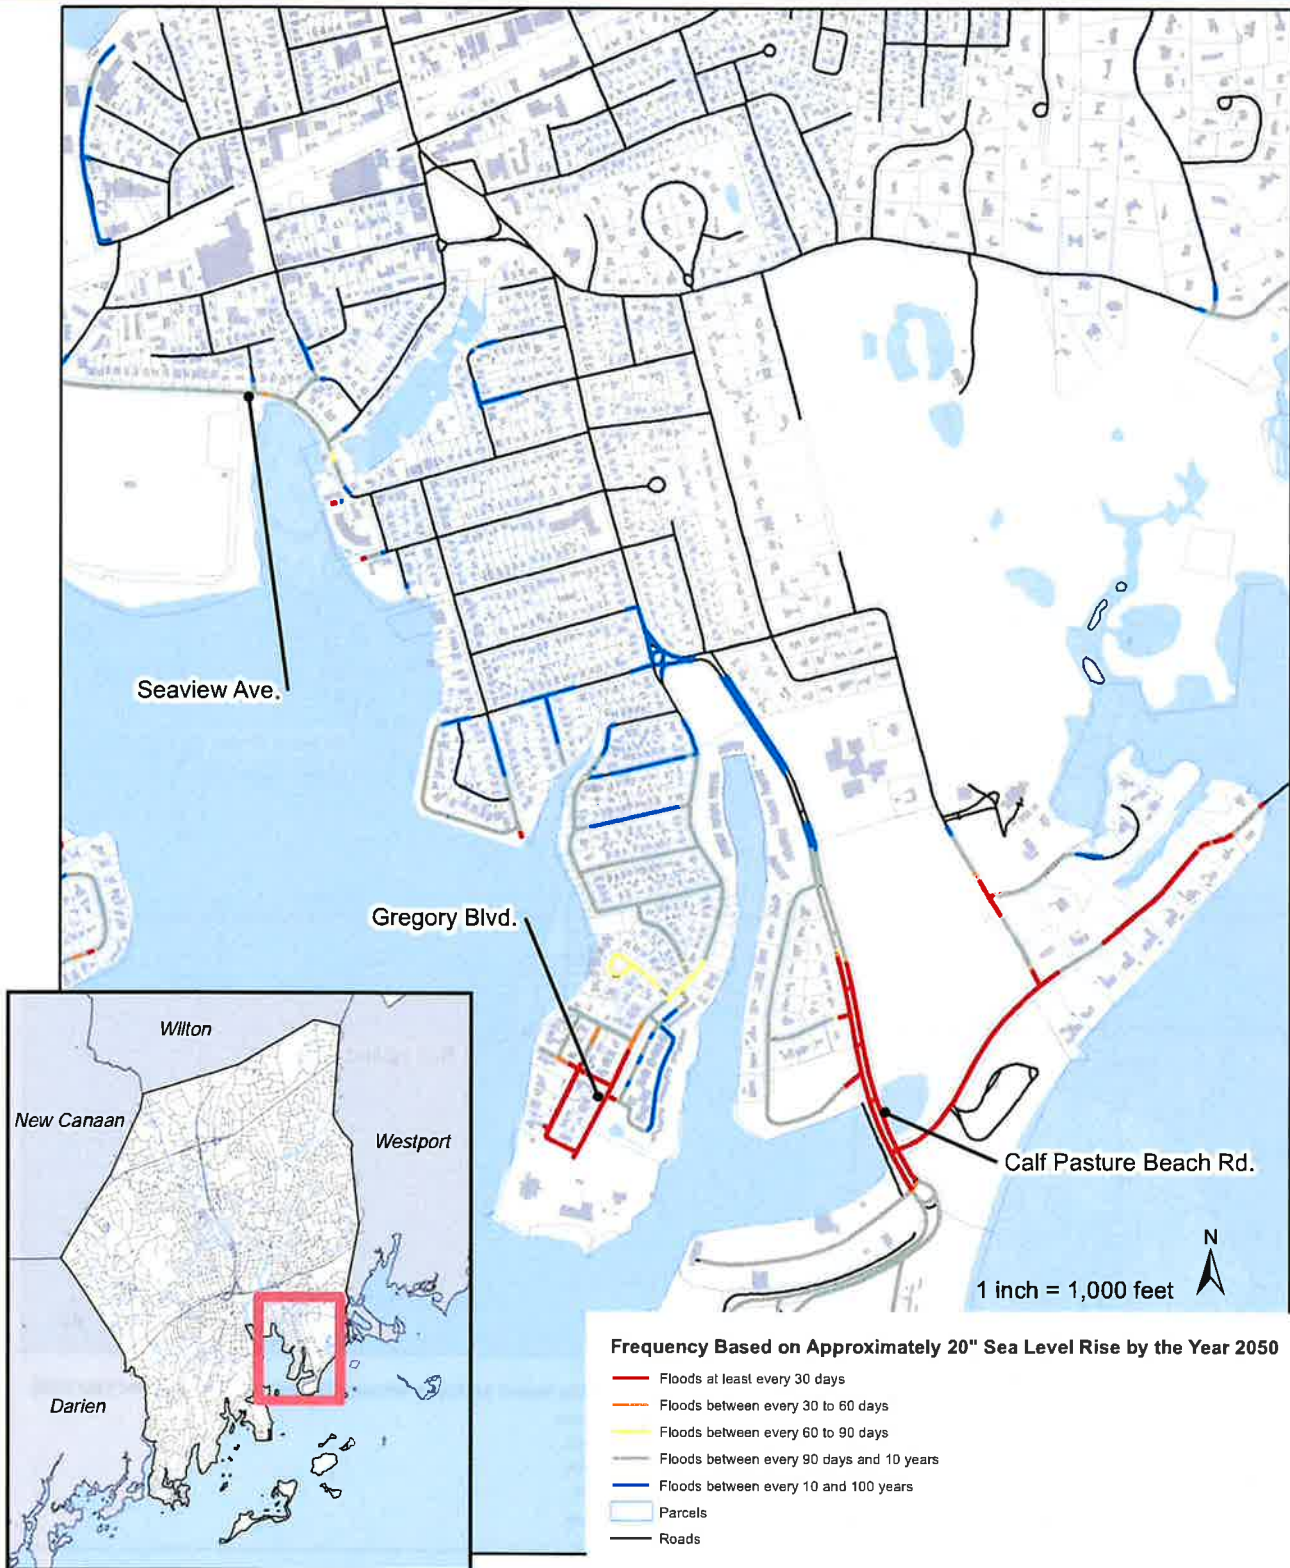 Seaview Ave.
Gregory Blvd.
Calf Pasture Beach Rd.
Wilton
New Canaan
Westport
Darien
N
1 inch = 1,000 feet
Frequency Based on Approximately 20" Sea Level Rise by the Year 2050
Floods at least every 30 days
Floods between every 30 to 60 days
Floods between every 60 to 90 days
Floods between every 90 days and 10 years
Floods between every 10 and 100 years
Parcels
Roads